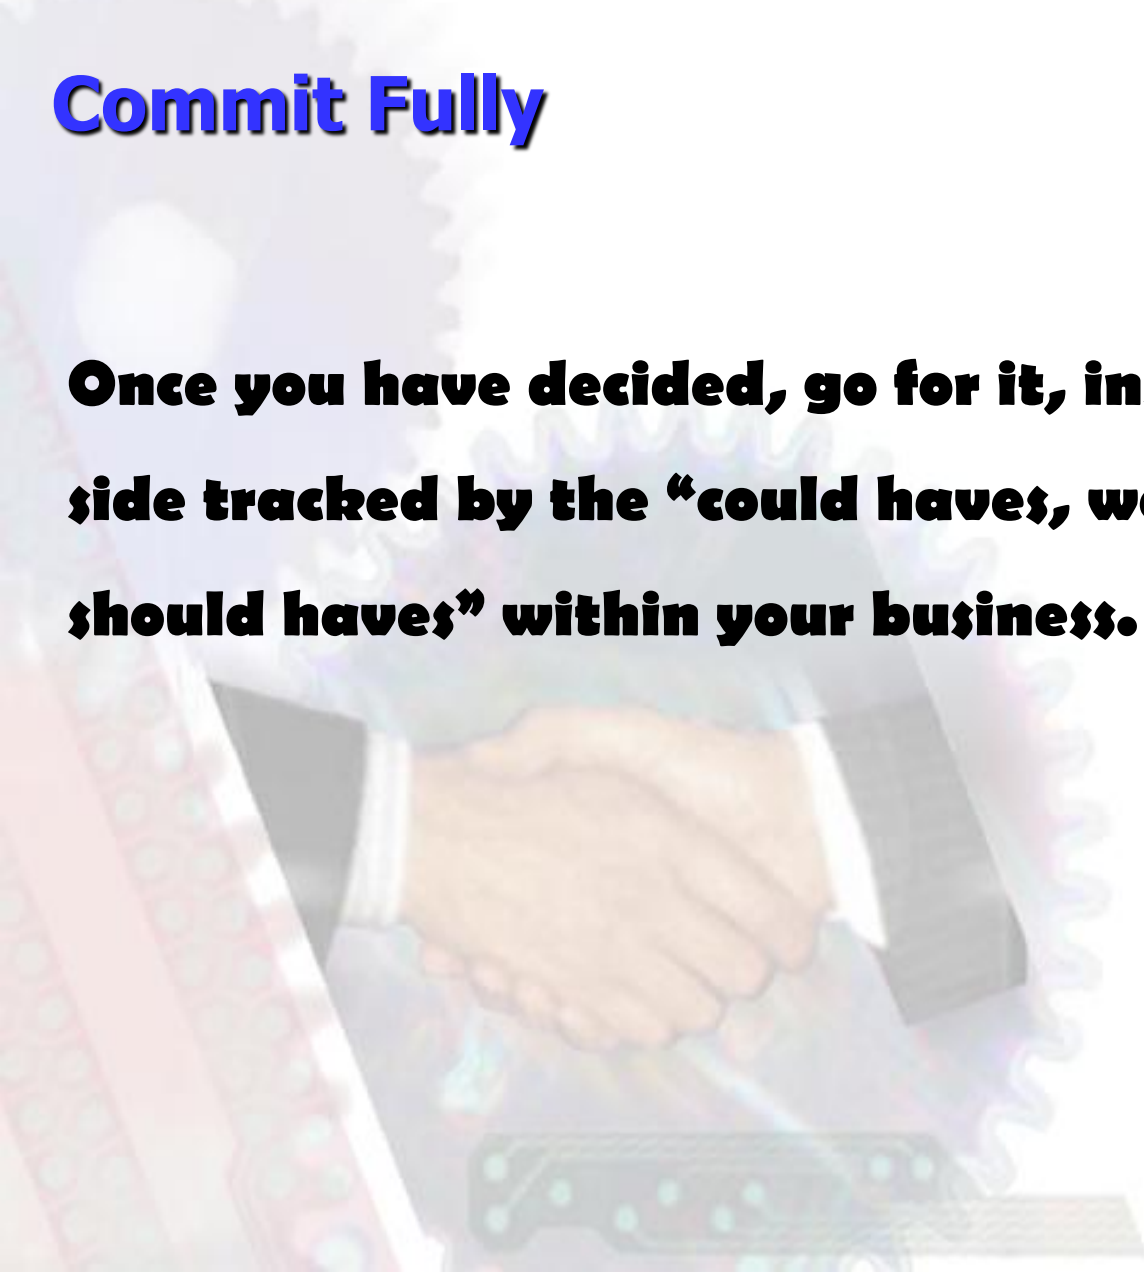 Commit Fully
Once you have decided, go for it, in
side tracked by the “could haves, w
should haves” within your business.